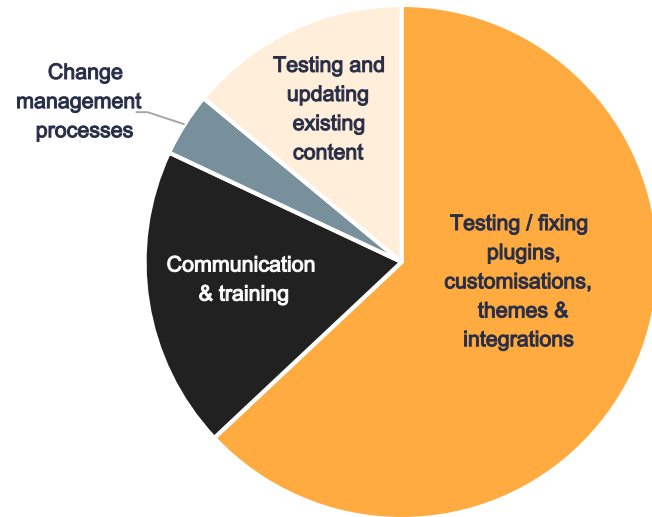 Change
management
processes
Testing and
updating
existing
content
Testing / fixing
plugins,
customisations,
themes &
integrations
Communication
& training